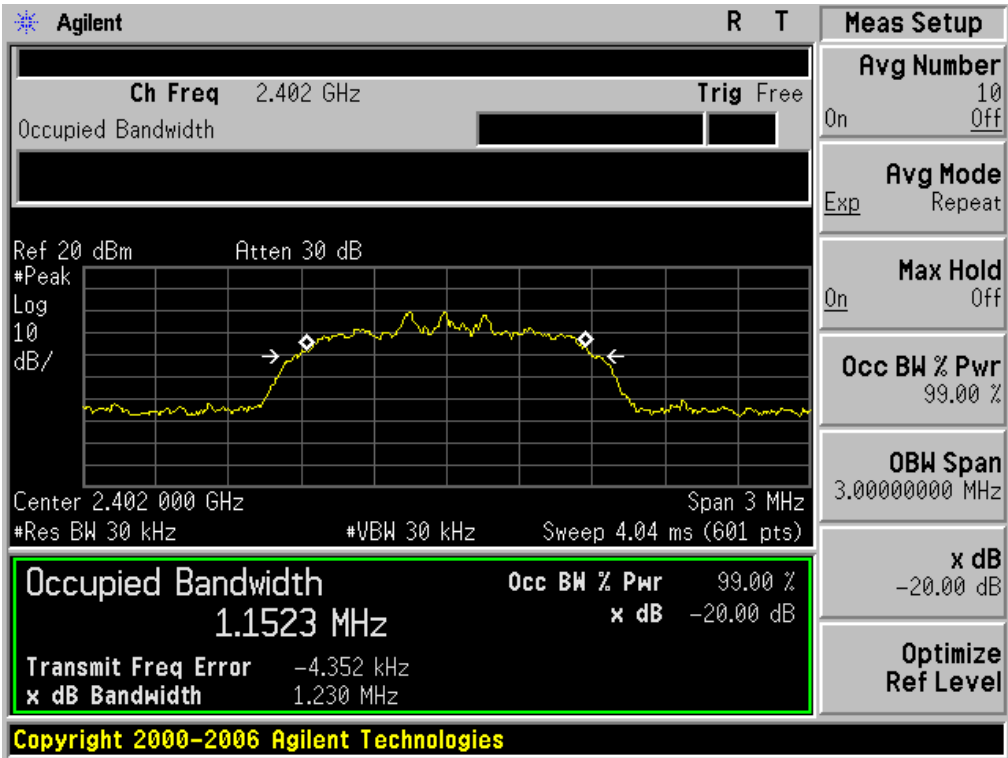 Agilent R T
Ch Freq 2.402 GHz Trig Free
Occupied Bandwidth
Ref 20 dBm Atten 30 dB
#Peak
Log
10
dB/
Center 2.402 000 GHz Span 3 MHz
#Res BW 30 kHz #VBW 30 kHz Sweep 4.04 ms (601 pts)
Occupied Bandwidth Occ BW % Pwr 99.00 %
1.1523 MHz x dB -20.00 dB
Transmit Freq Error -4.352 kHz
x dB Bandwidth 1.230 MHz
Copyright 2000-2006 Agilent Technologies
Meas Setup
Avg Number
10
On Off
Avg Mode
Exp Repeat
Max Hold
On Off
Occ BW % Pwr
99.00 %
OBW Span
3.00000000 MHz
x dB
-20.00 dB
Optimize
Ref Level